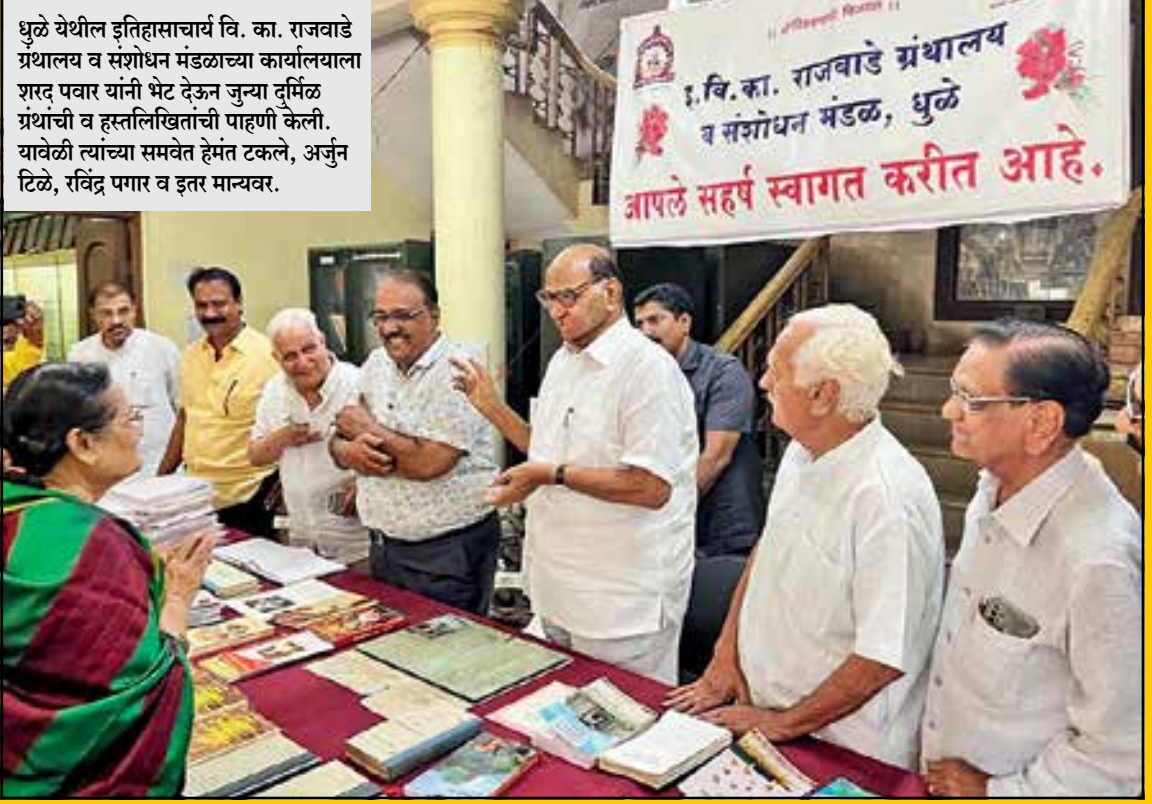 धुळे येथील इतिहासाचार्य वि. का. राजवाडे
ग्रंथालय व संशोधन मंडळाच्या कार्यालयाला
शरद पवार यांनी भेट देऊन जुन्या दुर्मिळ
ग्रंथांची व हस्तलिखितांची पाहणी केली.
यावेळी त्यांच्या समवेत हेमंत टकले, अर्जुन
टिळे, रविंद्र पगार व इतर मान्यवर.
इ.वि.का. राजवाडे ग्रंथालय
व संशोधन मंडळ, धुळे
आपले सहर्ष स्वागत करीत आहे.